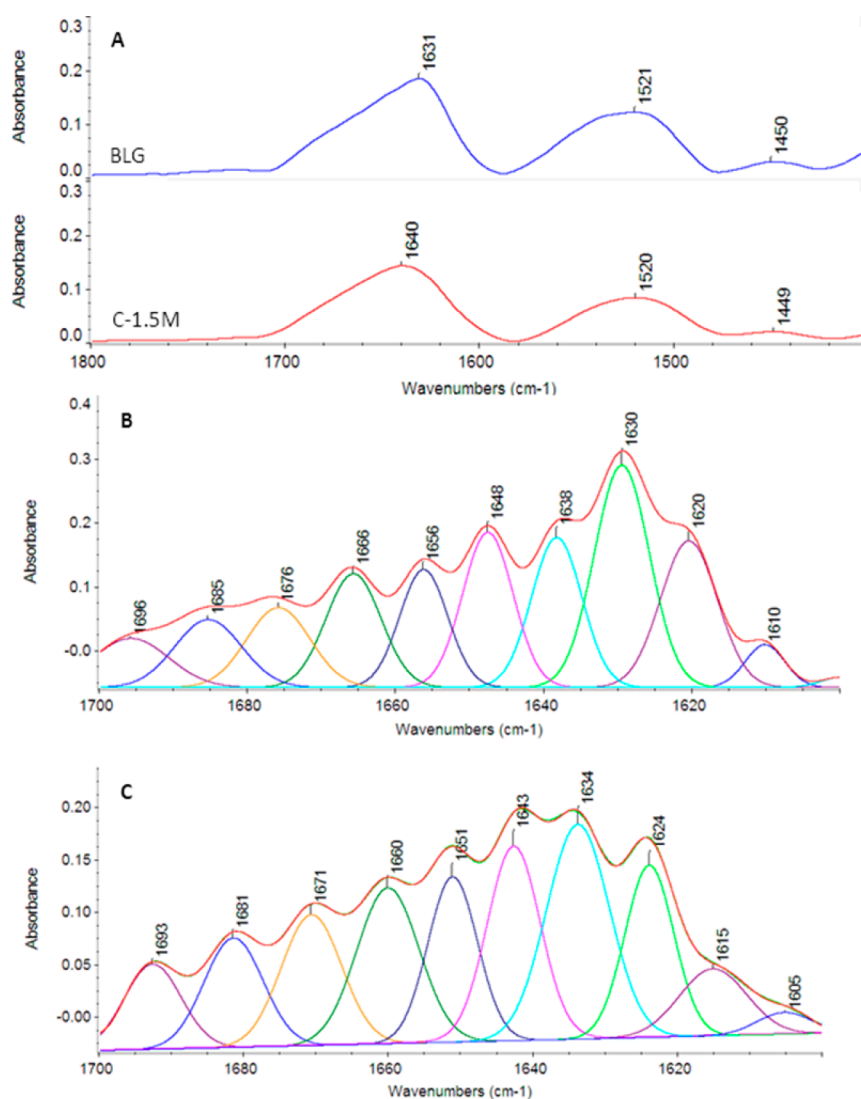 A
Absorbance
0.3
0.2
0.1
0.0
1631
1521
1450
BLG
Absorbance
0.3
0.2
0.1
0.0
1640
1520
1449
C-1.5M
1800 1700 1600 1500
Wavenumbers (cm-1)
B
Absorbance
0.4
0.3
0.2
0.1
-0.0
1696
1685
1676
1666
1656
1648
1638
1630
1620
1610
1700 1680 1660 1640 1620
Wavenumbers (cm-1)
C
Absorbance
0.20
0.15
0.10
0.05
-0.00
1693
1681
1671
1660
1651
1643
1634
1624
1615
1605
1700 1680 1660 1640 1620
Wavenumbers (cm-1)